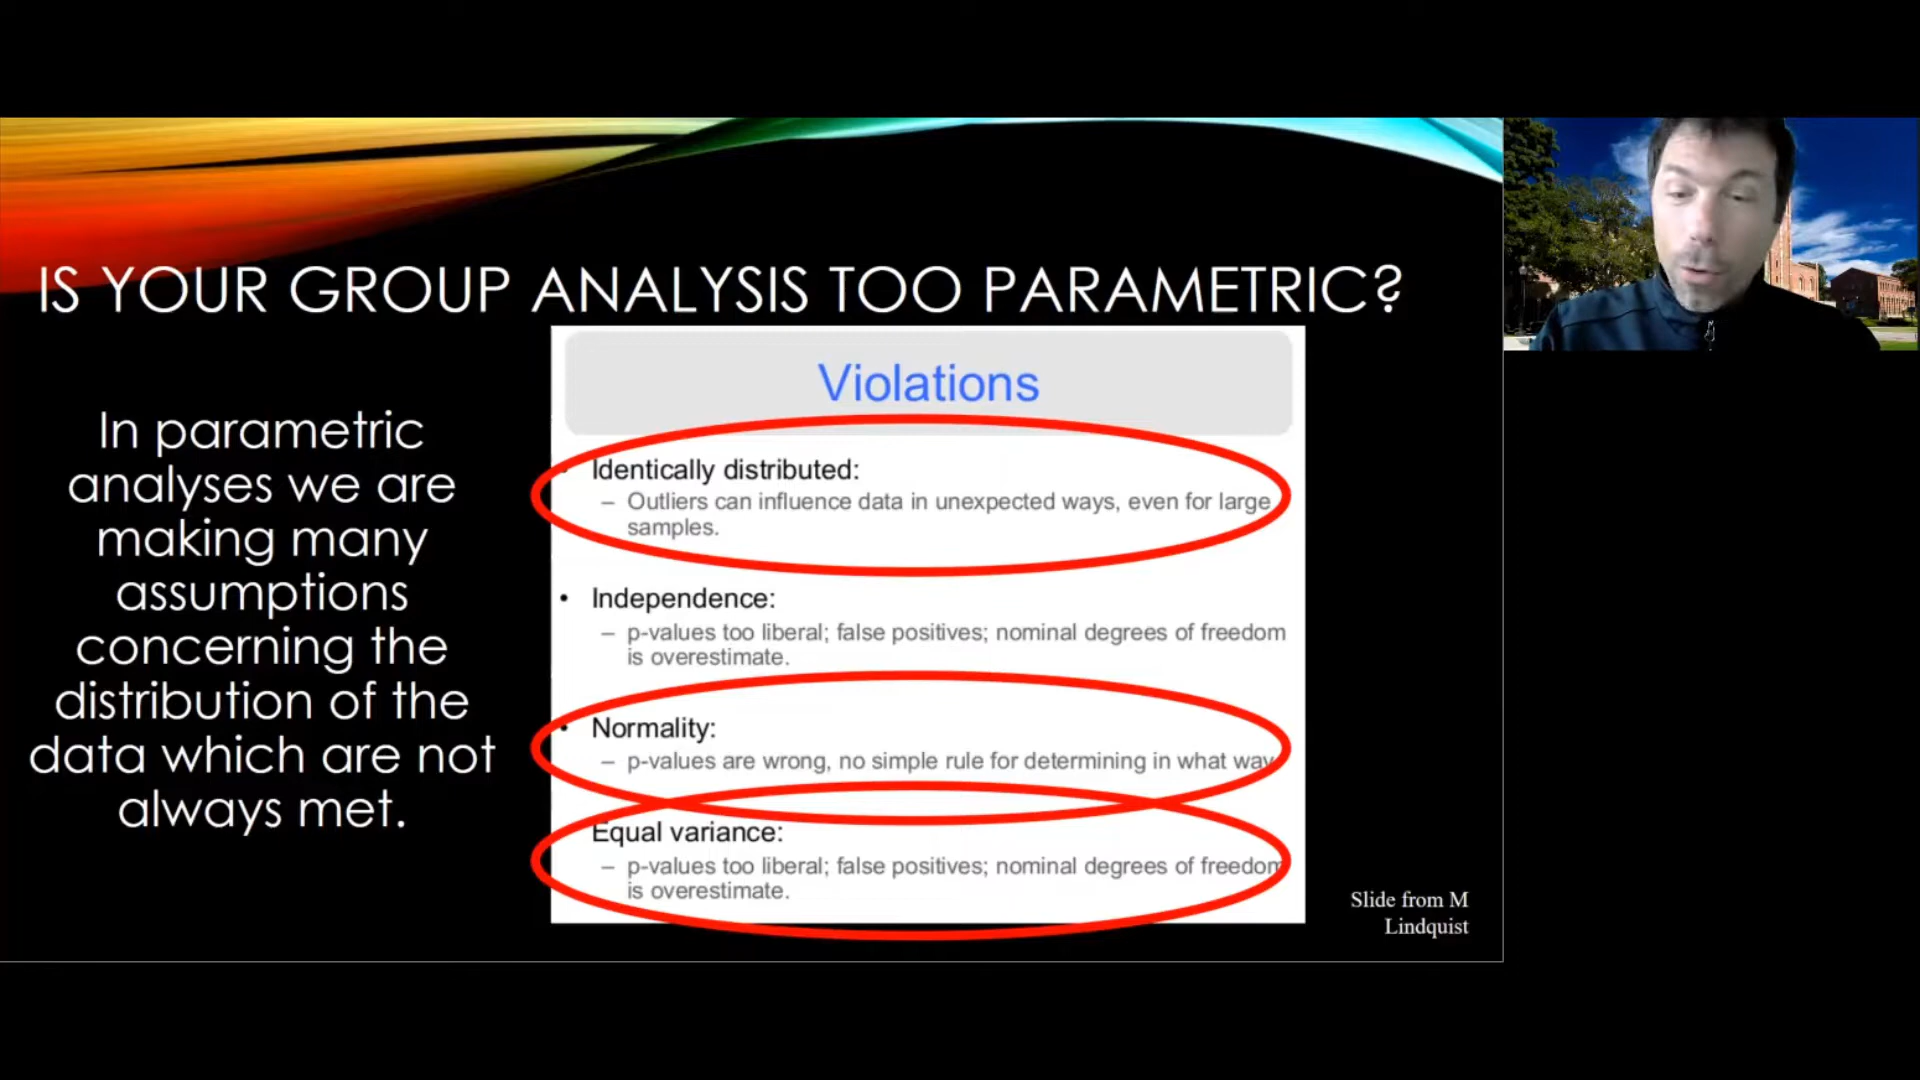 IS YOUR GROUP ANALYSIS TOO PARAMETRIC?
In parametric
analyses we are
making many
assumptions
concerning the
distribution of the
data which are not
always met.
Violations
Identically distributed:
– Outliers can influence data in unexpected ways, even for large
samples.
• Independence:
– p-values too liberal; false positives; nominal degrees of freedom
is overestimate.
• Normality:
– p-values are wrong, no simple rule for determining in what way
Equal variance:
– p-values too liberal; false positives; nominal degrees of freedom
is overestimate.
Slide from M
Lindquist